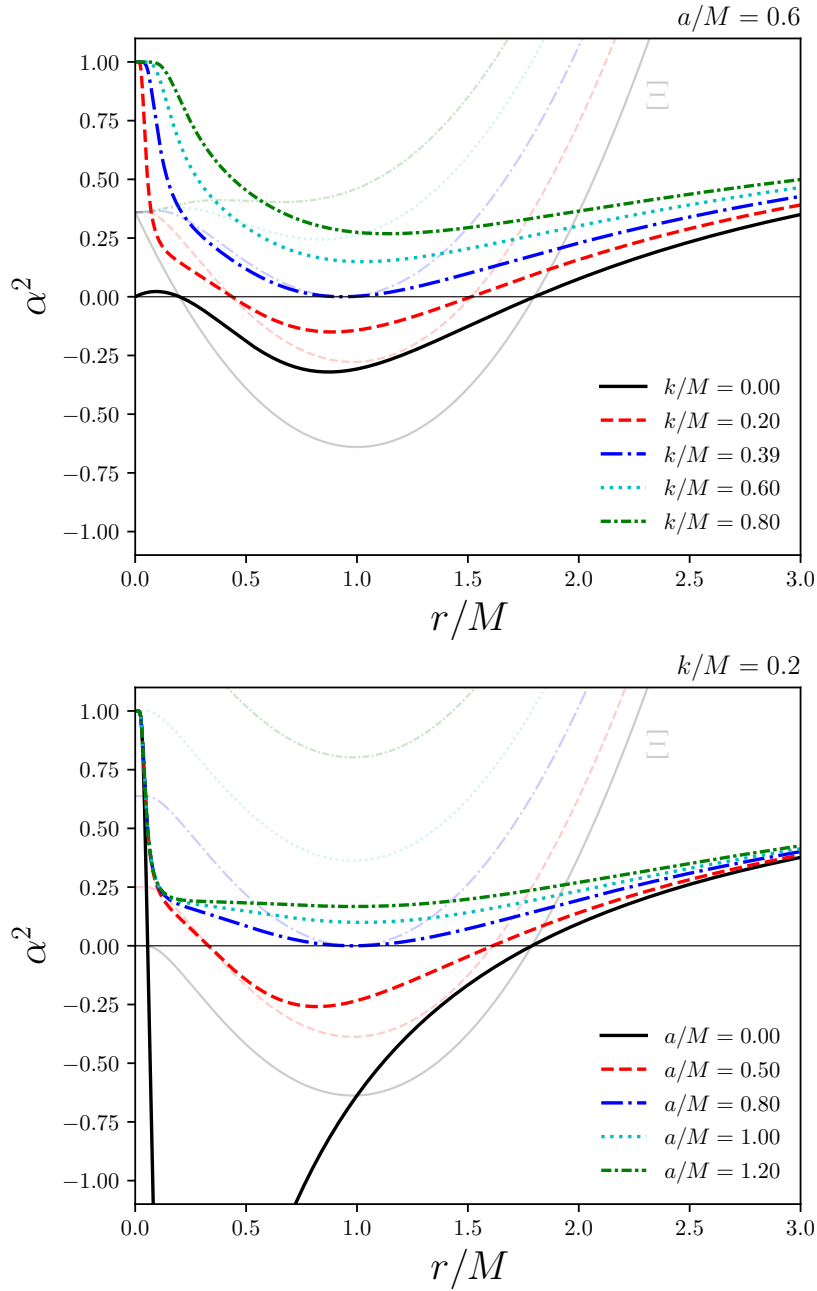 a/M = 0.6
1.00
0.75
0.50
0.25
0.00
−0.25
−0.50
−0.75
−1.00
α²
Ξ
k/M = 0.00
k/M = 0.20
k/M = 0.39
k/M = 0.60
k/M = 0.80
0.0 0.5 1.0 1.5 2.0 2.5 3.0
r/M
k/M = 0.2
1.00
0.75
0.50
0.25
0.00
−0.25
−0.50
−0.75
−1.00
α²
Ξ
a/M = 0.00
a/M = 0.50
a/M = 0.80
a/M = 1.00
a/M = 1.20
0.0 0.5 1.0 1.5 2.0 2.5 3.0
r/M